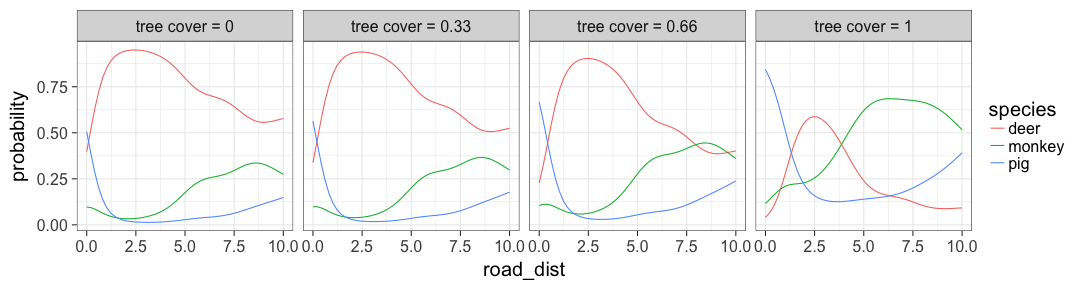 tree cover = 0
tree cover = 0.33
tree cover = 0.66
tree cover = 1
probability
0.75
0.50
0.25
0.00
0.0 2.5 5.0 7.5 10.0
0.0 2.5 5.0 7.5 10.0
0.0 2.5 5.0 7.5 10.0
0.0 2.5 5.0 7.5 10.0
road_dist
species
deer
monkey
pig